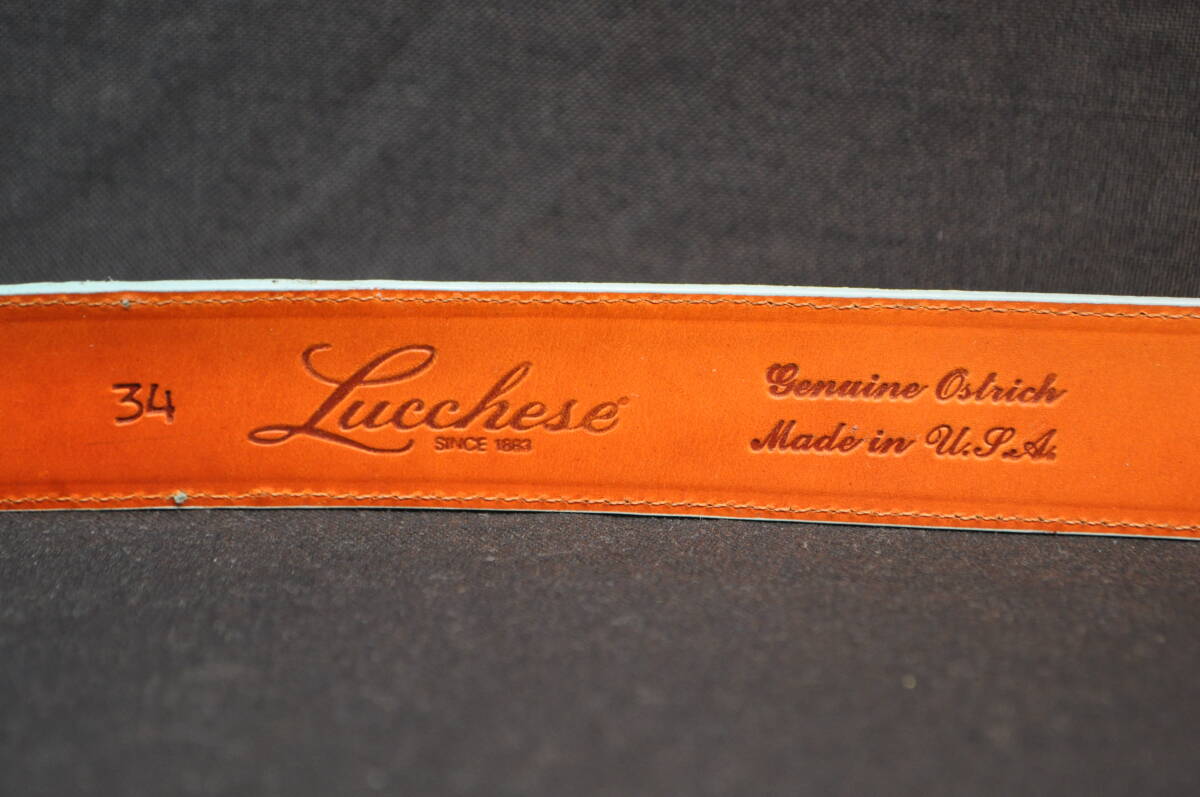 34
Lucchese
SINCE 1883
Genuine Ostrich
Made in U.S.A.